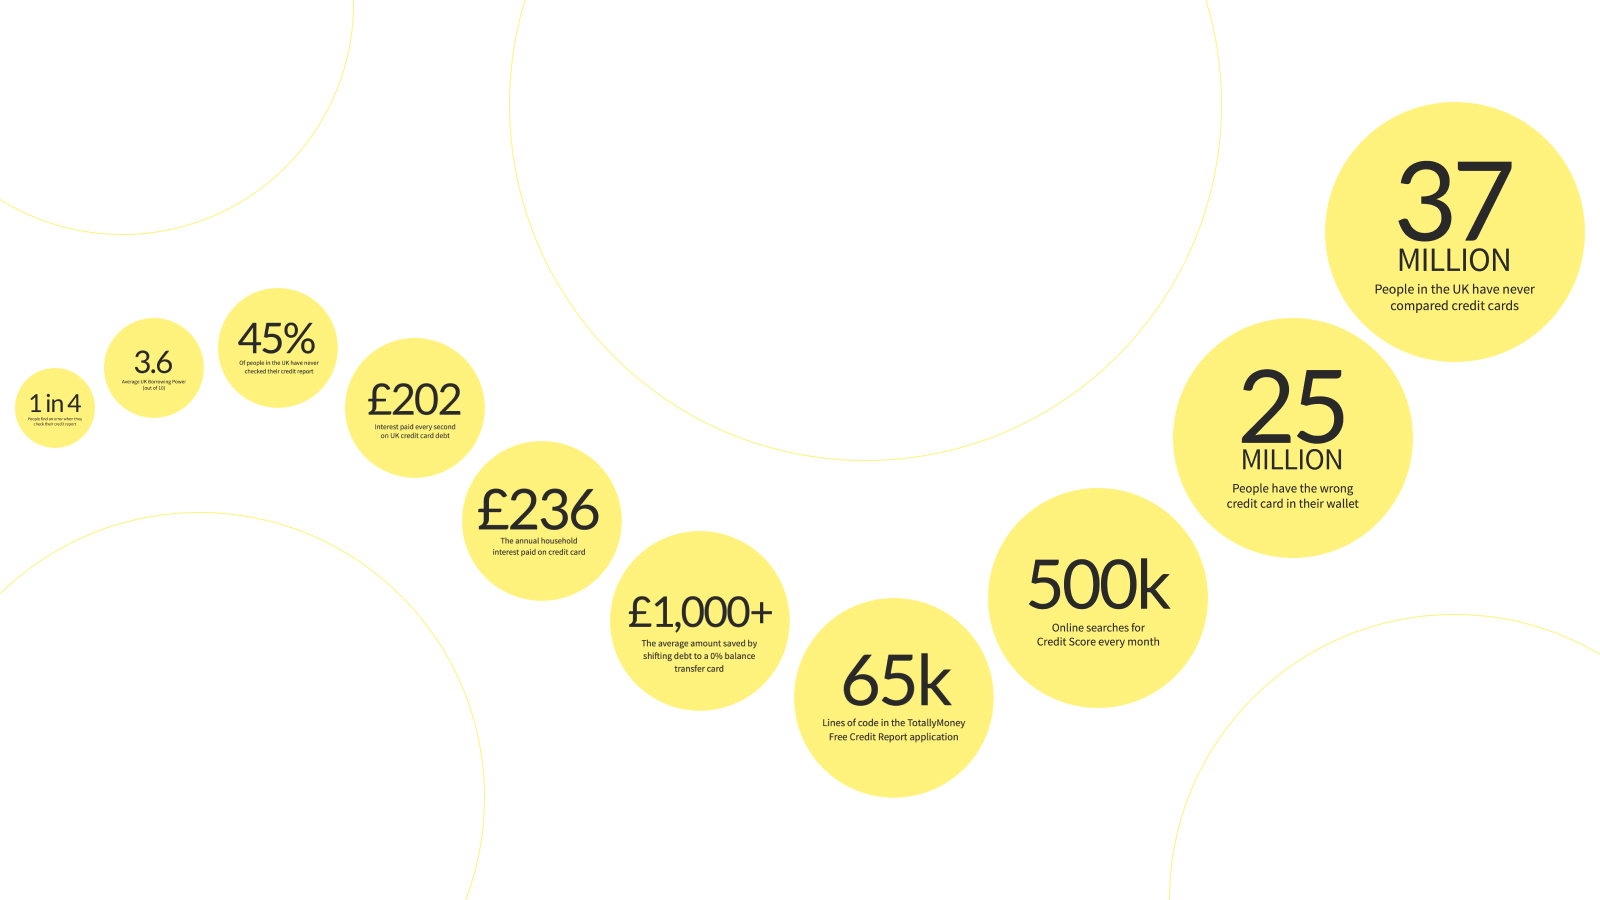 1 in 4
People find an error when they
check their credit report
3.6
Average UK Borrowing Power
(out of 10)
45%
Of people in the UK have never
checked their credit report
£202
Interest paid every second
on UK credit card debt
£236
The annual household
interest paid on credit card
£1,000+
The average amount saved by
shifting debt to a 0% balance
transfer card
65k
Lines of code in the TotallyMoney
Free Credit Report application
500k
Online searches for
Credit Score every month
25
MILLION
People have the wrong
credit card in their wallet
37
MILLION
People in the UK have never
compared credit cards